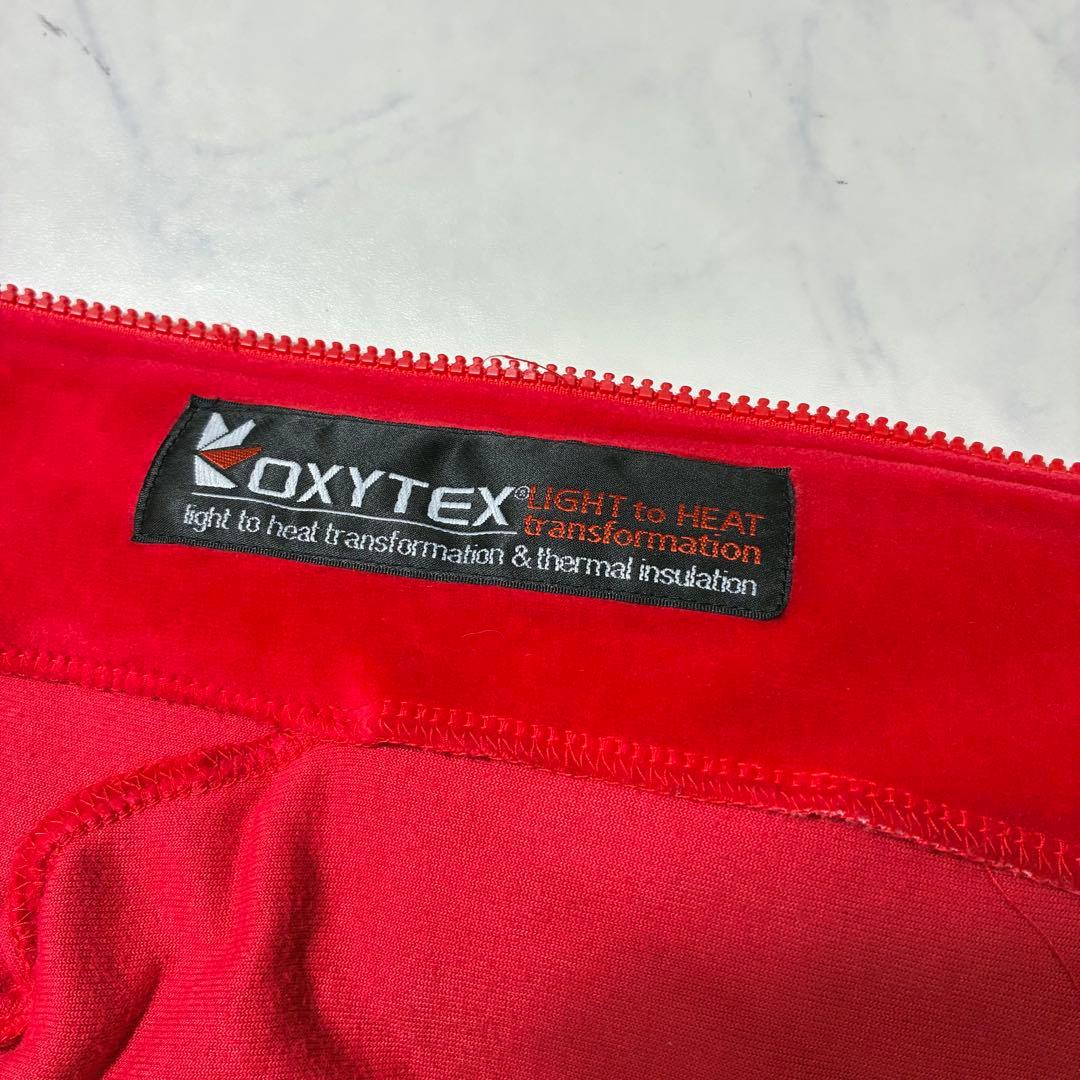 OXYTEX® LIGHT to HEAT
transformation
light to heat transformation & thermal insulation